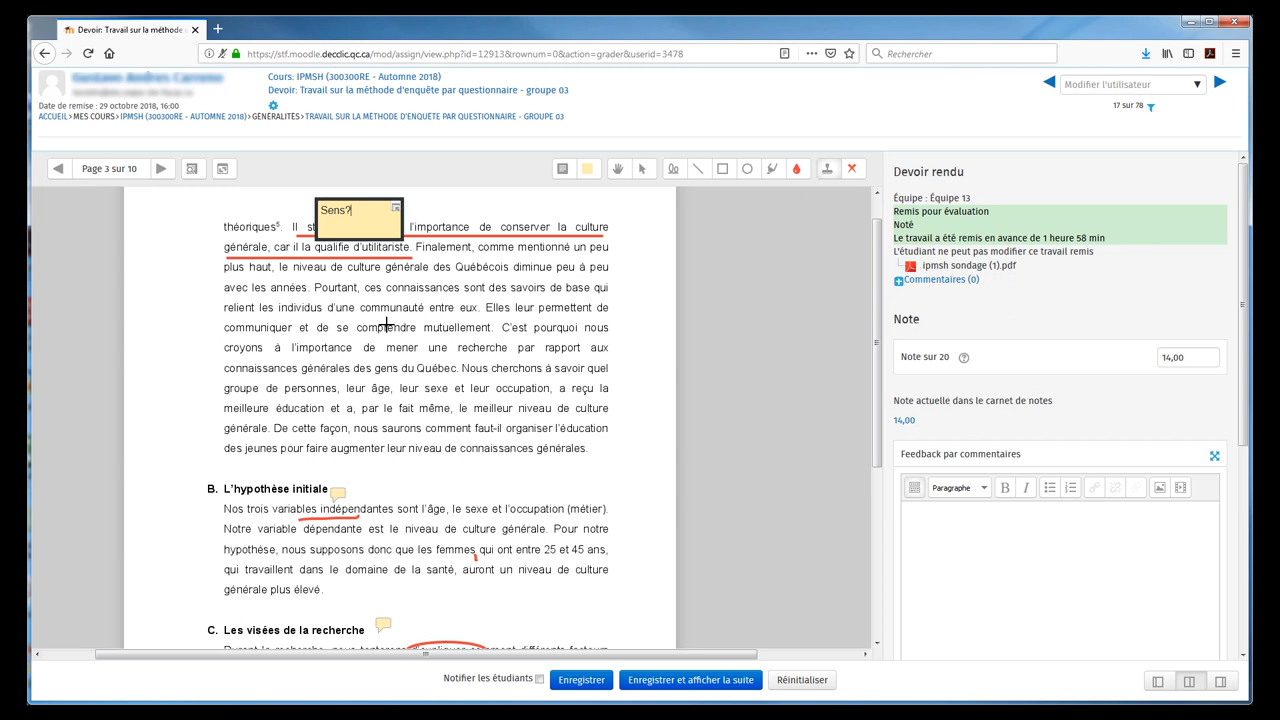 Devoir: Travail sur la méthode
https://stf.moodle.decclic.qc.ca/mod/assign/view.php?id=12913&rownum=0&action=grader&userid=3478
Rechercher
Cours: IPMSH (300300RE - Automne 2018)
Devoir: Travail sur la méthode d'enquête par questionnaire - groupe 03
Modifier l'utilisateur
Date de remise : 29 octobre 2018, 16:00
17 sur 78
ACCUEIL > MES COURS > IPMSH (300300RE - AUTOMNE 2018) > GÉNÉRALITÉS > TRAVAIL SUR LA MÉTHODE D'ENQUÊTE PAR QUESTIONNAIRE - GROUPE 03
Page 3 sur 10
Sens?
théoriques⁵. Il st l'importance de conserver la culture
générale, car il la qualifie d'utilitariste. Finalement, comme mentionné un peu
plus haut, le niveau de culture générale des Québécois diminue peu à peu
avec les années. Pourtant, ces connaissances sont des savoirs de base qui
relient les individus d'une communauté entre eux. Elles leur permettent de
communiquer et de se comprendre mutuellement. C'est pourquoi nous
croyons à l'importance de mener une recherche par rapport aux
connaissances générales des gens du Québec. Nous cherchons à savoir quel
groupe de personnes, leur âge, leur sexe et leur occupation, a reçu la
meilleure éducation et a, par le fait même, le meilleur niveau de culture
générale. De cette façon, nous saurons comment faut-il organiser l'éducation
des jeunes pour faire augmenter leur niveau de connaissances générales.
B. L'hypothèse initiale
Nos trois variables indépendantes sont l'âge, le sexe et l'occupation (métier).
Notre variable dépendante est le niveau de culture générale. Pour notre
hypothèse, nous supposons donc que les femmes qui ont entre 25 et 45 ans,
qui travaillent dans le domaine de la santé, auront un niveau de culture
générale plus élevé.
C. Les visées de la recherche
Devoir rendu
Équipe : Équipe 13
Remis pour évaluation
Noté
Le travail a été remis en avance de 1 heure 58 min
L'étudiant ne peut pas modifier ce travail remis
ipmsh sondage (1).pdf
Commentaires (0)
Note
Note sur 20
14,00
Note actuelle dans le carnet de notes
14,00
Feedback par commentaires
Paragraphe
B I
Notifier les étudiants
Enregistrer
Enregistrer et afficher la suite
Réinitialiser